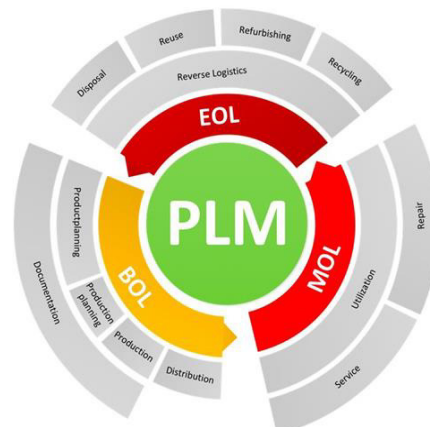 Disposal
Reuse
Refurbishing
Recycling
Reverse Logistics
EOL
PLM
BOL
MOL
Productplanning
Production
planning
Production
Distribution
Documentation
Utilization
Repair
Service